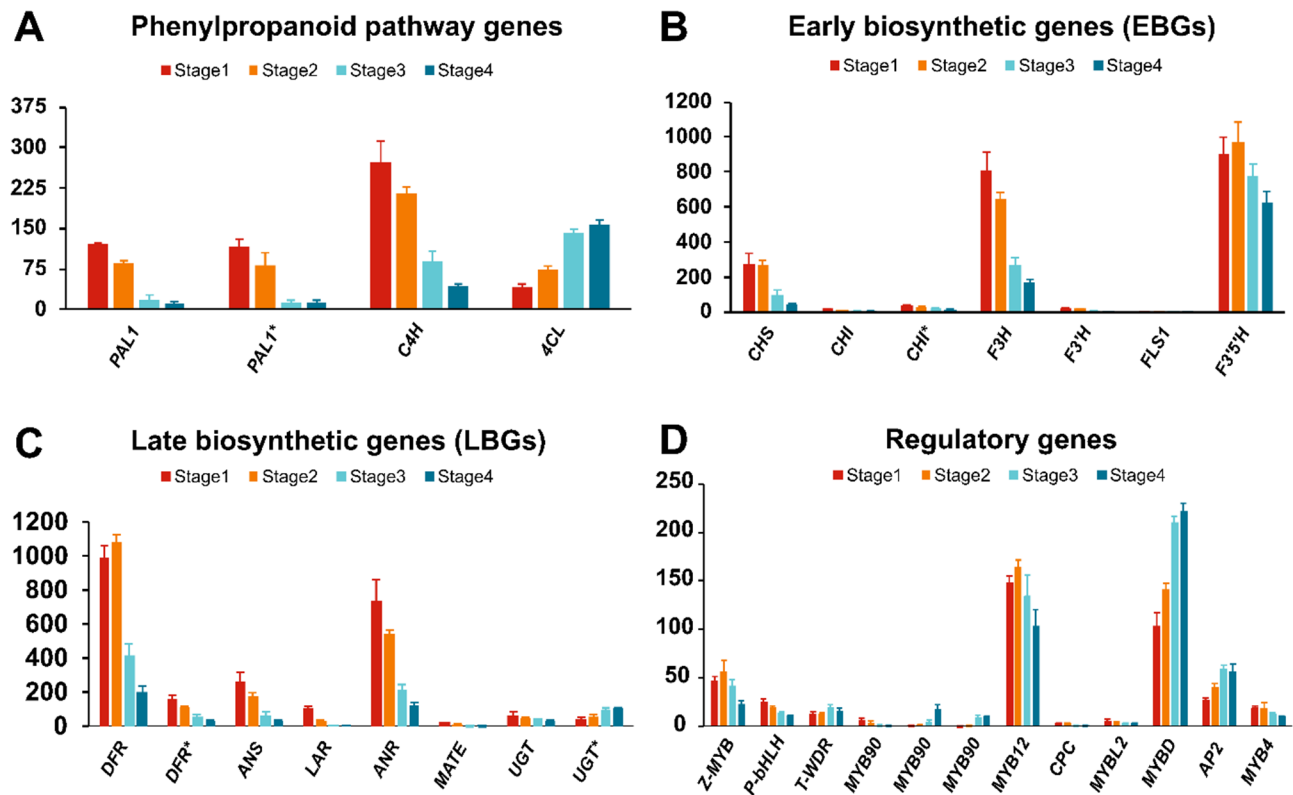 A Phenylpropanoid pathway genes
Stage1 Stage2 Stage3 Stage4
375
300
225
150
75
0
PAL1 PAL1* C4H 4CL
B Early biosynthetic genes (EBGs)
Stage1 Stage2 Stage3 Stage4
1200
1000
800
600
400
200
0
CHS CHI CHI* F3H F3'H FLS1 F3'5'H
C Late biosynthetic genes (LBGs)
Stage1 Stage2 Stage3 Stage4
1200
1000
800
600
400
200
0
DFR DFR* ANS LAR ANR MATE UGT UGT*
D Regulatory genes
Stage1 Stage2 Stage3 Stage4
250
200
150
100
50
0
Z-MYB P-bHLH T-WDR MYB90 MYB90 MYB90 MYB12 CPC MYBL2 MYBD AP2 MYB4